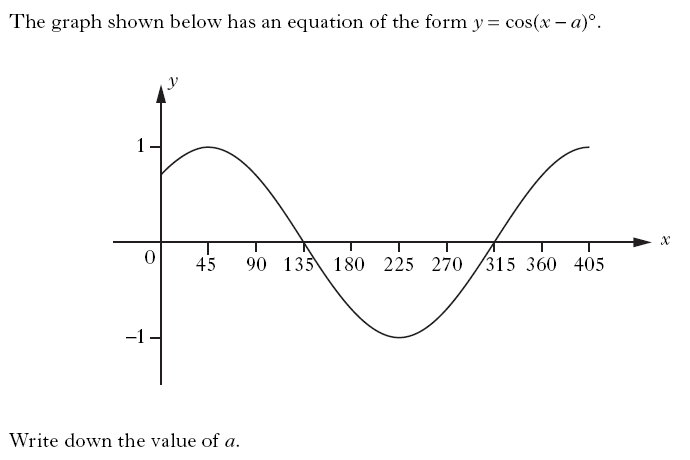 The graph shown below has an equation of the form y = cos(x – a)°.
y
1
x
0
45 90 135 180 225 270 315 360 405
–1
Write down the value of a.